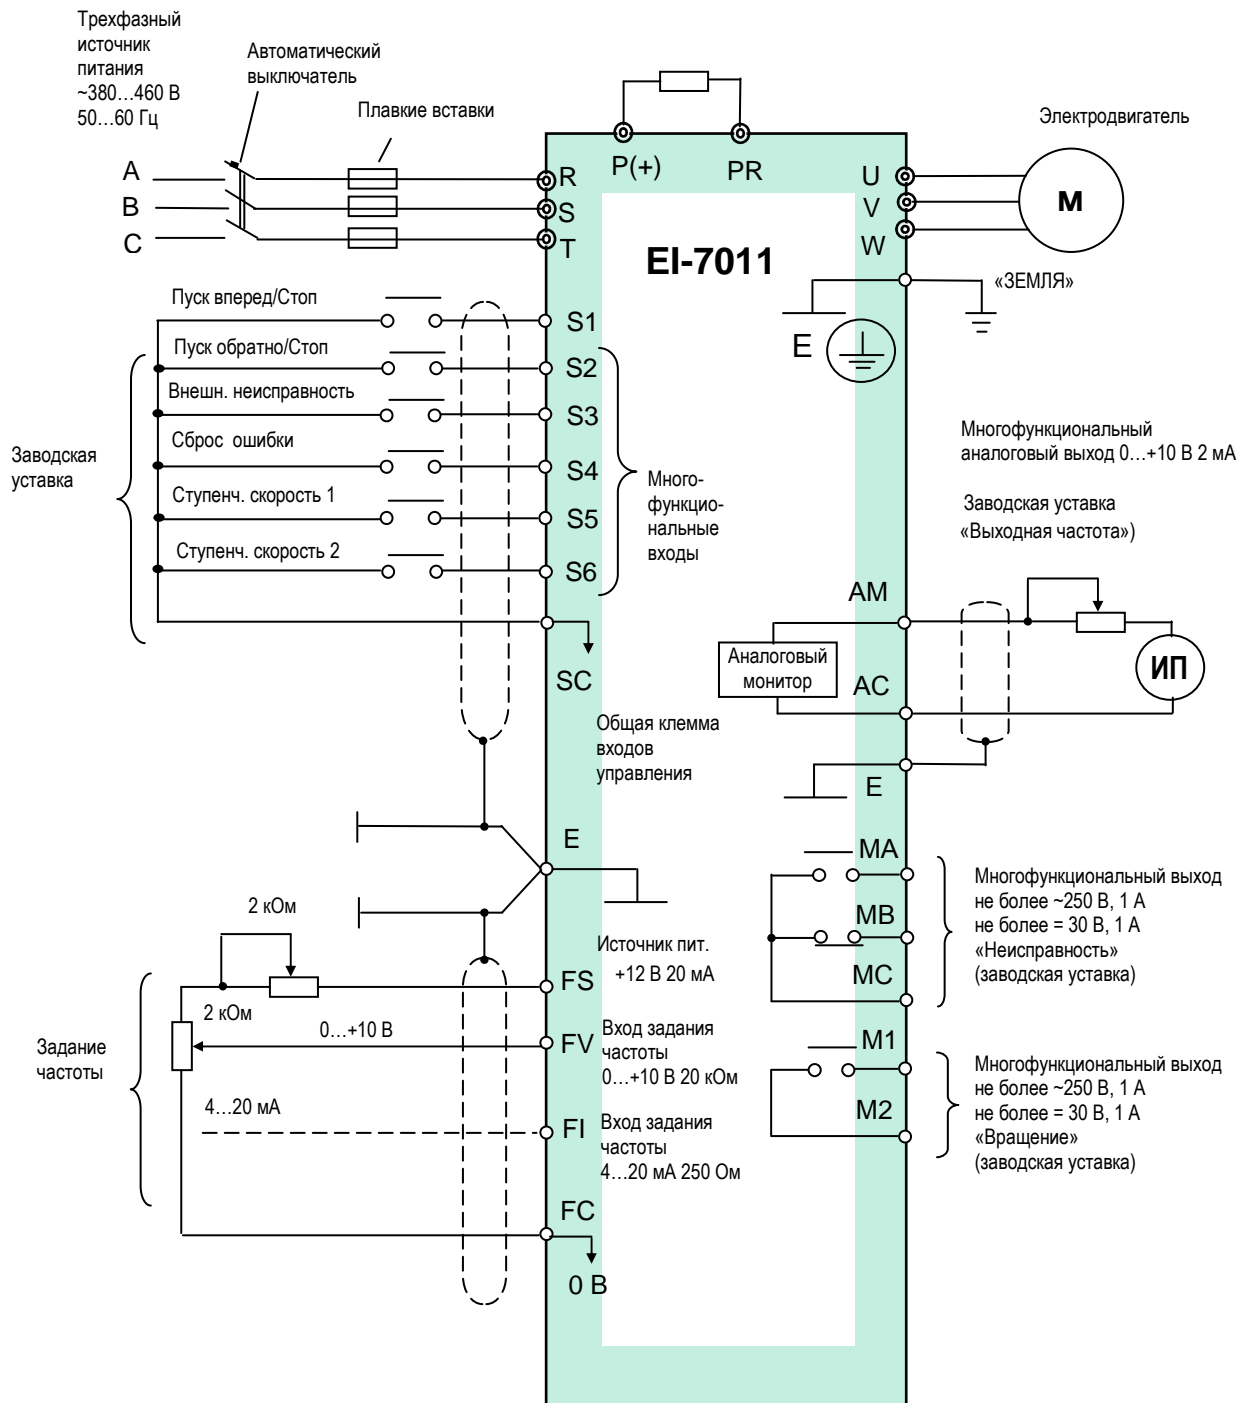 Трехфазный
источник
питания
~380…460 В
50…60 Гц
Автоматический
выключатель
Плавкие вставки
Электродвигатель
A
B
C
R
S
T
P(+)
PR
U
V
W
М
EI-7011
«ЗЕМЛЯ»
E
Пуск вперед/Стоп
S1
Пуск обратно/Стоп
S2
Внешн. неисправность
S3
Сброс ошибки
S4
Ступенч. скорость 1
S5
Ступенч. скорость 2
S6
Заводская
уставка
Много-
функцио-
нальные
входы
SC
Общая клемма
входов
управления
Многофункциональный
аналоговый выход 0…+10 В 2 мА
Заводская уставка
«Выходная частота»)
AM
Аналоговый
монитор
AC
ИП
E
E
MA
MB
MC
Многофункциональный выход
не более ~250 В, 1 А
не более = 30 В, 1 А
«Неисправность»
(заводская уставка)
M1
M2
Многофункциональный выход
не более ~250 В, 1 А
не более = 30 В, 1 А
«Вращение»
(заводская уставка)
2 кОм
Источник пит.
+12 В 20 мА
FS
2 кОм
0…+10 В
FV
Вход задания
частоты
0…+10 В 20 кОм
Задание
частоты
4…20 мА
FI
Вход задания
частоты
4…20 мА 250 Ом
FC
0 В